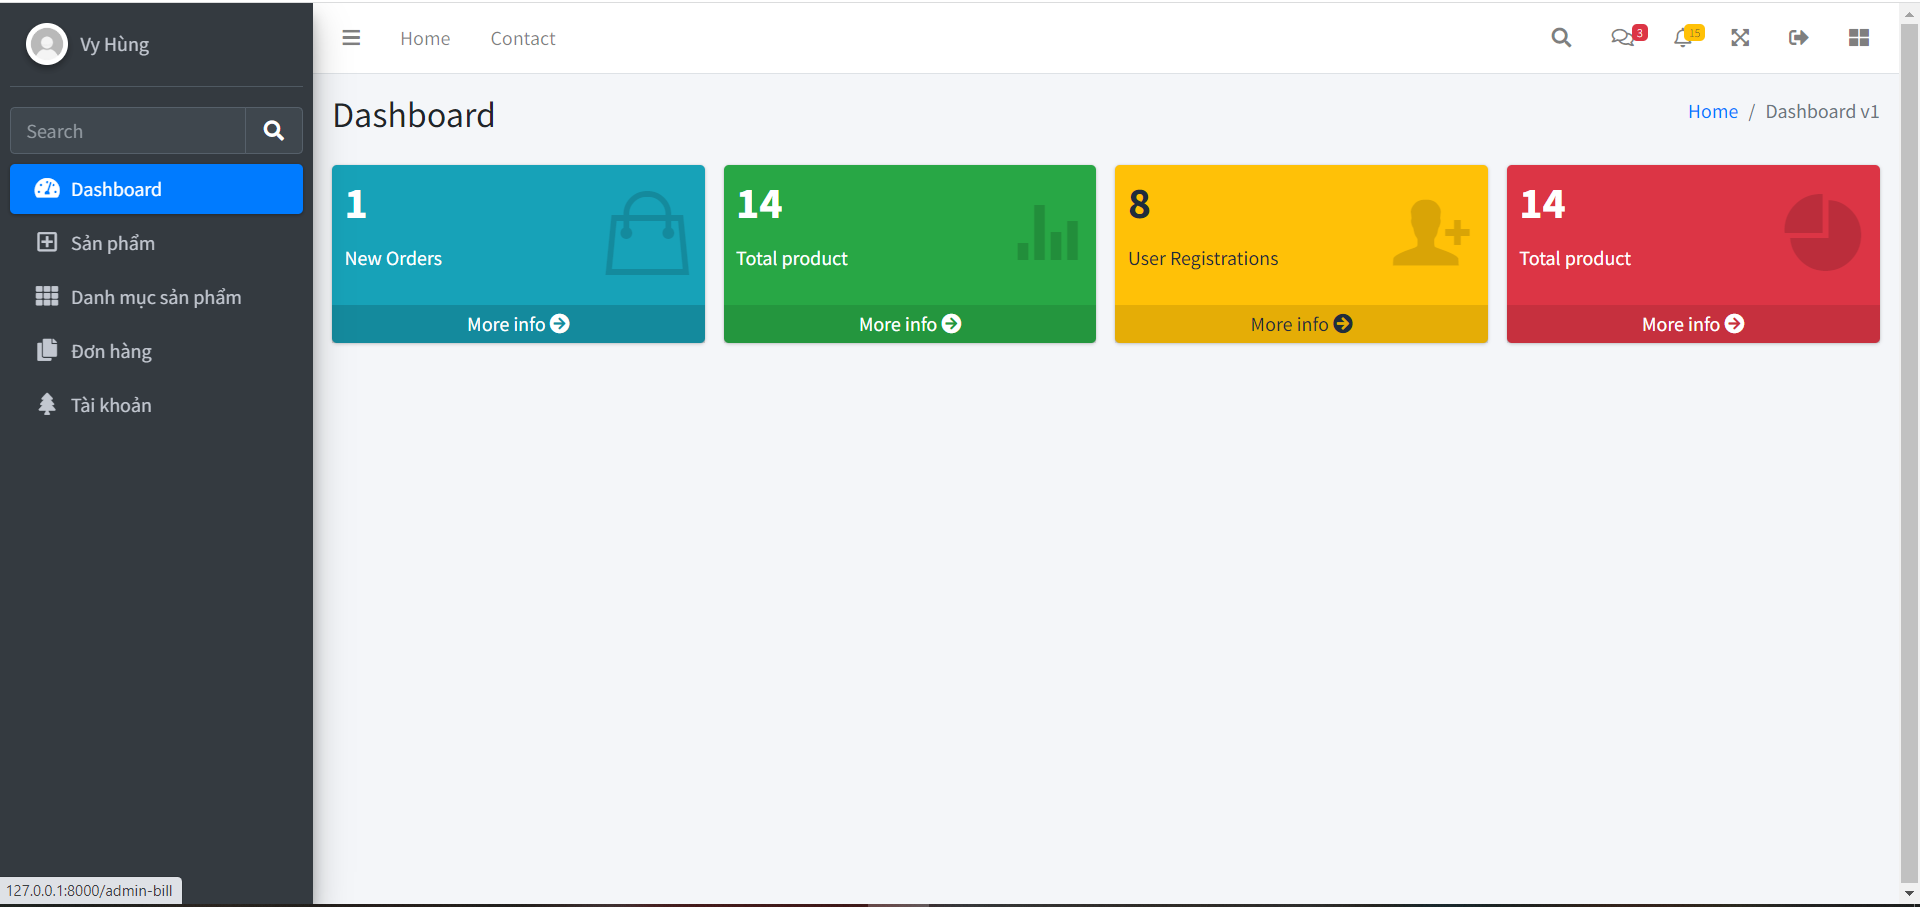 Vy Hùng
Search
Dashboard
Sản phẩm
Danh mục sản phẩm
Đơn hàng
Tài khoản
Home Contact 3 15
Dashboard
Home / Dashboard v1
1
New Orders
More info
14
Total product
More info
8
User Registrations
More info
14
Total product
More info
127.0.0.1:8000/admin-bill